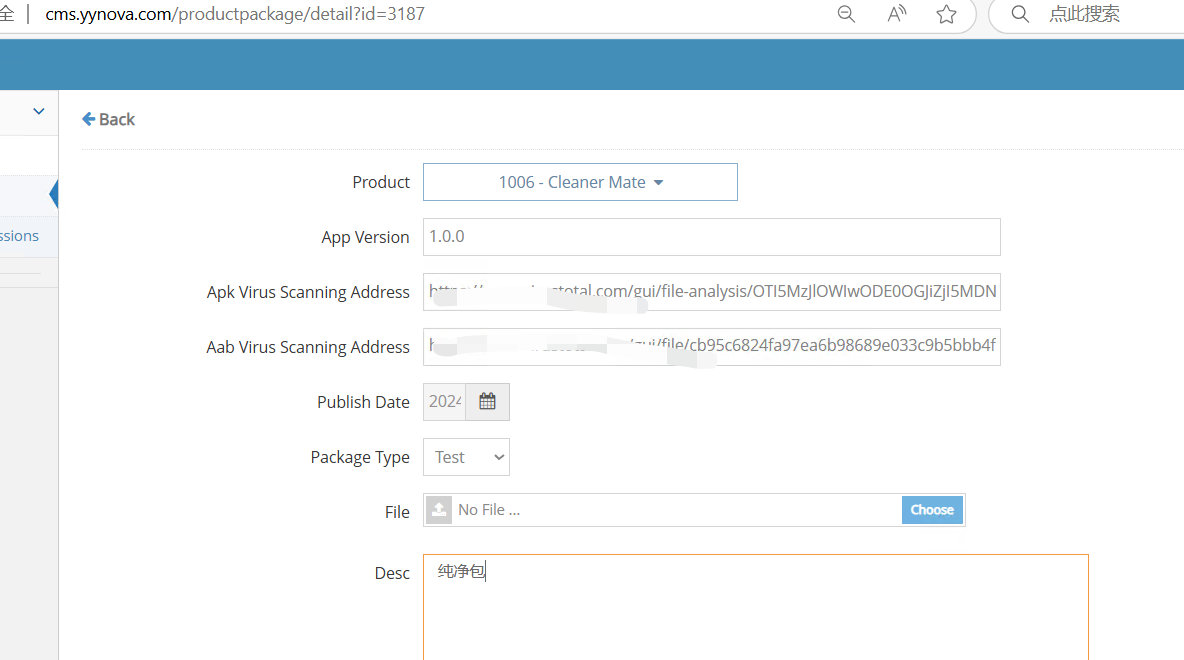 全 cms.yynova.com/productpackage/detail?id=3187 点此搜索
Back
Product 1006 - Cleaner Mate
App Version 1.0.0
ssions
Apk Virus Scanning Address total.com/gui/file-analysis/OTI5MzJlOWIwODE0OGJiZjI5MDN
Aab Virus Scanning Address /gui/file/cb95c6824fa97ea6b98689e033c9b5bbb4f
Publish Date 2024
Package Type Test
File No File ... Choose
Desc 纯净包